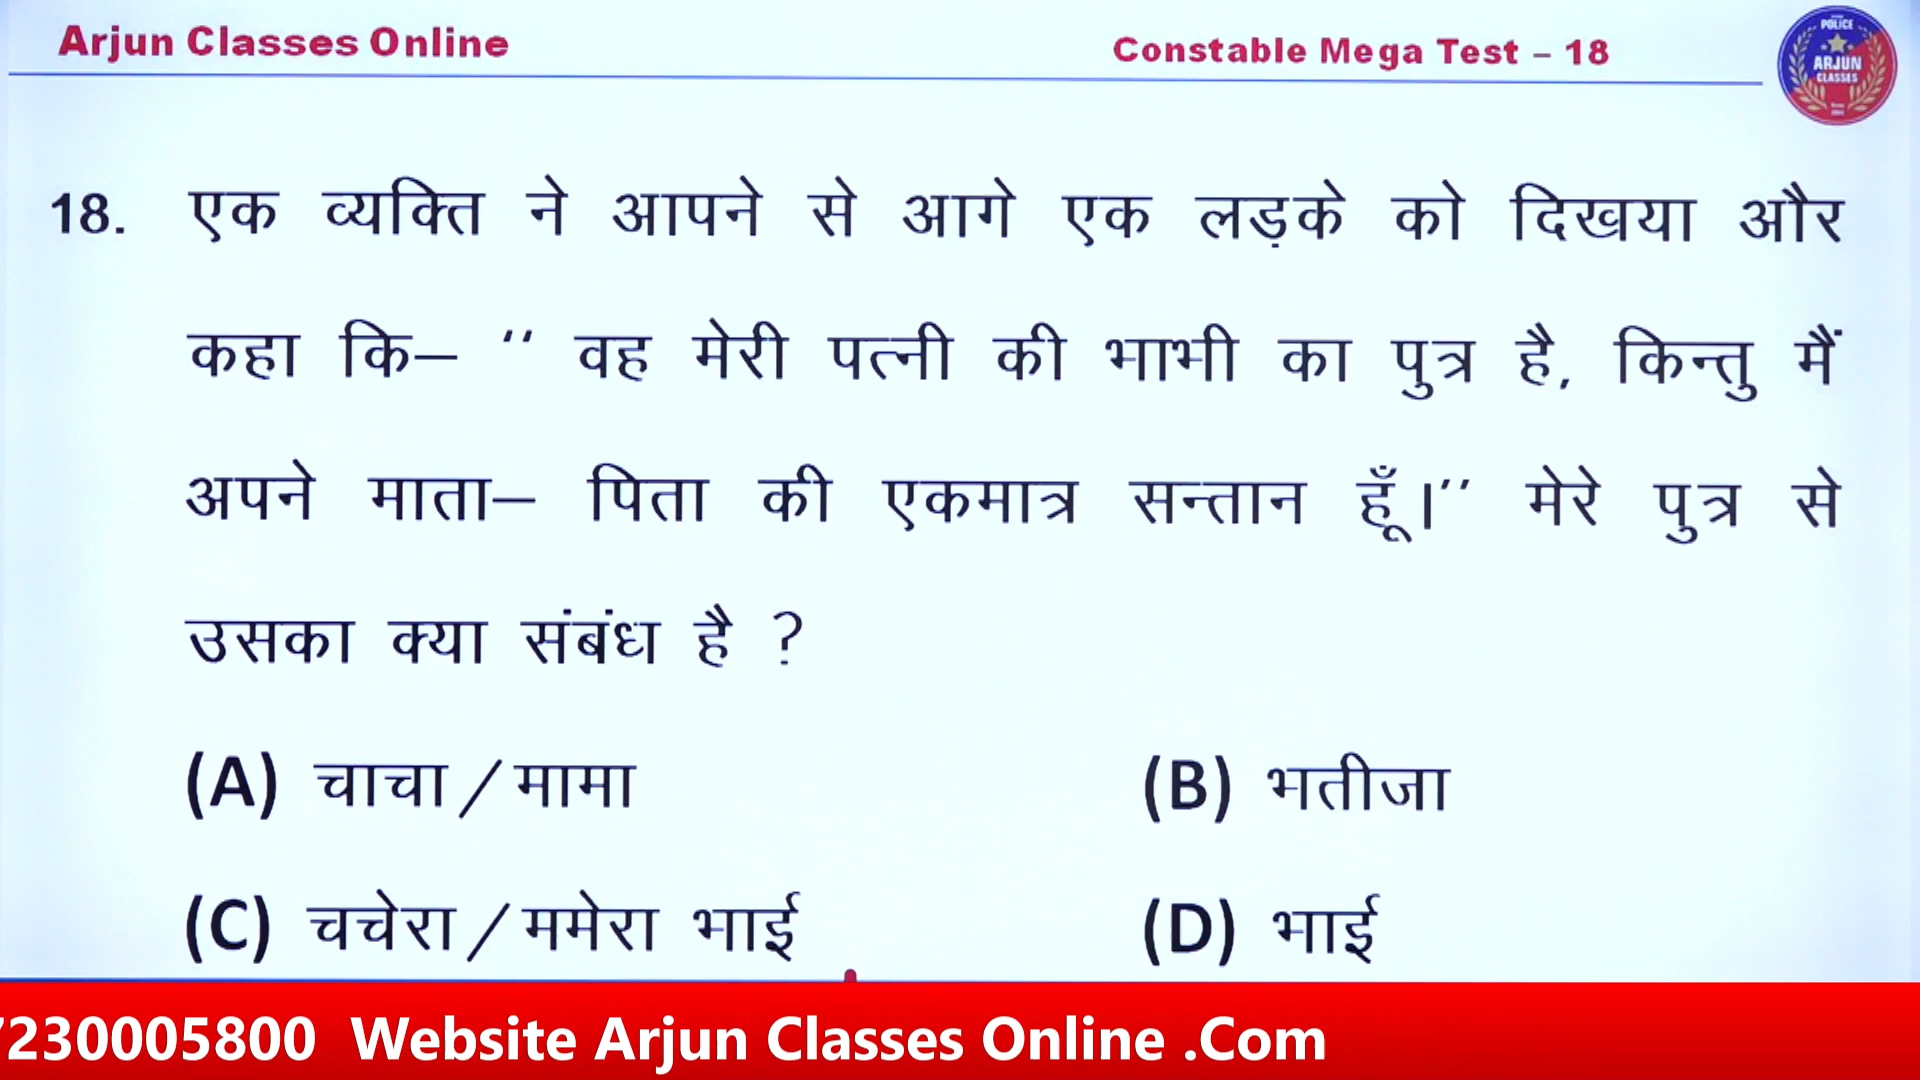 Arjun Classes Online
Constable Mega Test – 18
POLICE
ARJUN
CLASSES
18. एक व्यक्ति ने आपने से आगे एक लड़के को दिखया और
कहा कि– ‘‘ वह मेरी पत्नी की भाभी का पुत्र है, किन्तु मैं
अपने माता– पिता की एकमात्र सन्तान हूँ।’’ मेरे पुत्र से
उसका क्या संबंध है ?
(A) चाचा/मामा
(B) भतीजा
(C) चचेरा/ममेरा भाई
(D) भाई
7230005800 Website Arjun Classes Online .Com